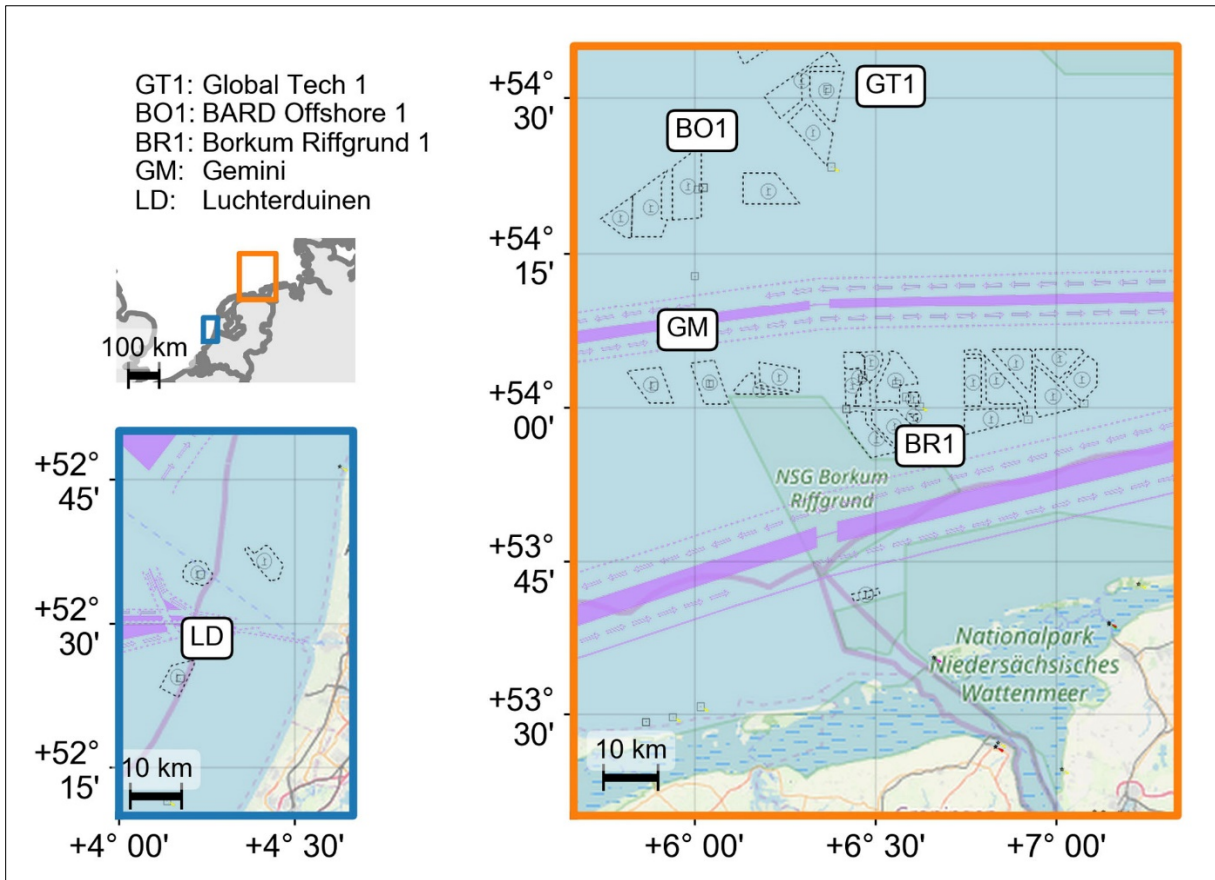 GT1: Global Tech 1
BO1: BARD Offshore 1
BR1: Borkum Riffgrund 1
GM: Gemini
LD: Luchterduinen
100 km
+52°
45'
+52°
30'
+52°
15'
LD
10 km
+4° 00'
+4° 30'
+54°
30'
+54°
15'
+54°
00'
+53°
45'
+53°
30'
GT1
BO1
GM
BR1
NSG Borkum
Riffgrund
Nationalpark
Niedersächsisches
Wattenmeer
10 km
+6° 00'
+6° 30'
+7° 00'